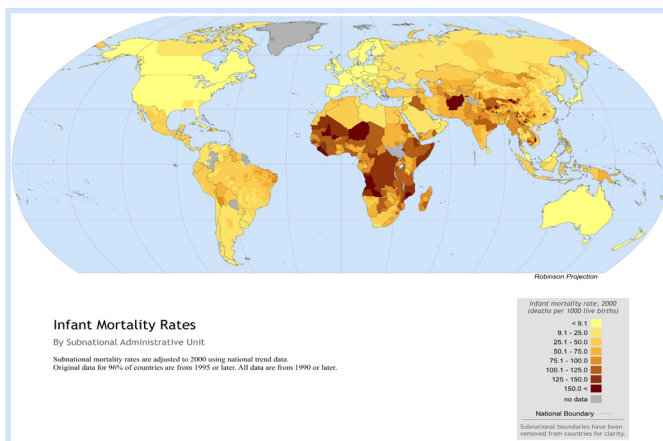 Robinson Projection
Infant Mortality Rates
By Subnational Administrative Unit
Subnational mortality rates are adjusted to 2000 using national trend data.
Original data for 96% of countries are from 1995 or later. All data are from 1990 or later.
Infant mortality rate, 2000
(deaths per 1000 live births)
< 9.1
9.1 - 25.0
25.1 - 50.0
50.1 - 75.0
75.1 - 100.0
100.1 - 125.0
125 - 150.0
150.0 <
no data
National Boundary
Subnational boundaries have been
removed from countries for clarity.